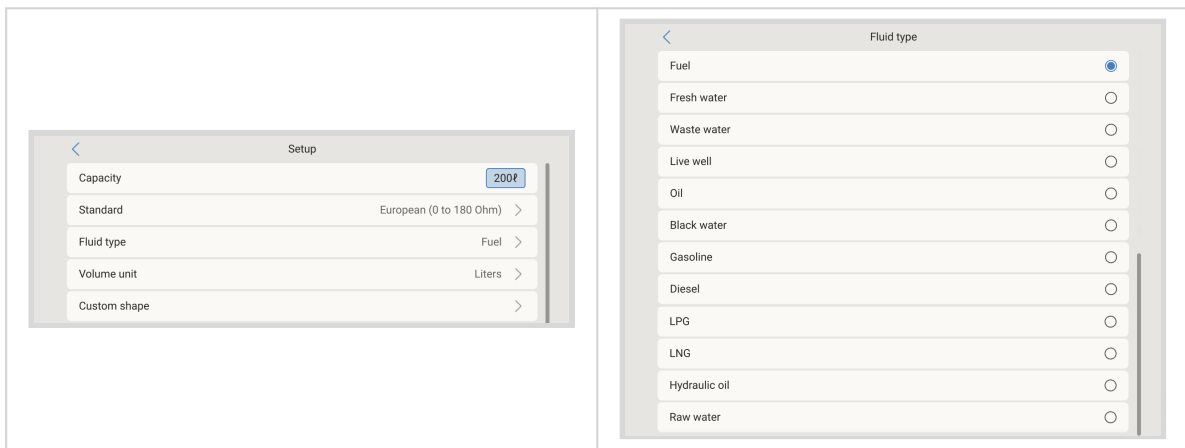 Setup
Capacity 200ℓ
Standard European (0 to 180 Ohm)
Fluid type Fuel
Volume unit Liters
Custom shape
Fluid type
Fuel
Fresh water
Waste water
Live well
Oil
Black water
Gasoline
Diesel
LPG
LNG
Hydraulic oil
Raw water